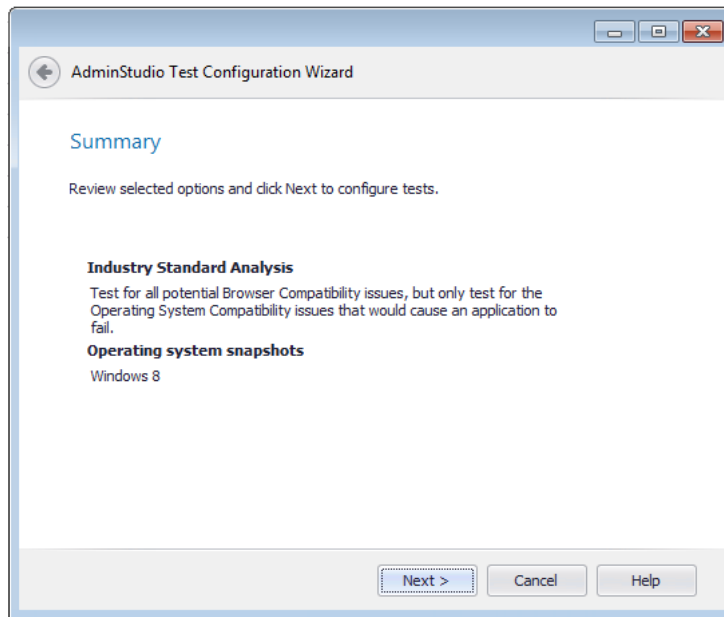 AdminStudio Test Configuration Wizard
Summary
Review selected options and click Next to configure tests.
Industry Standard Analysis
Test for all potential Browser Compatibility issues, but only test for the
Operating System Compatibility issues that would cause an application to
fail.
Operating system snapshots
Windows 8
Next >
Cancel
Help